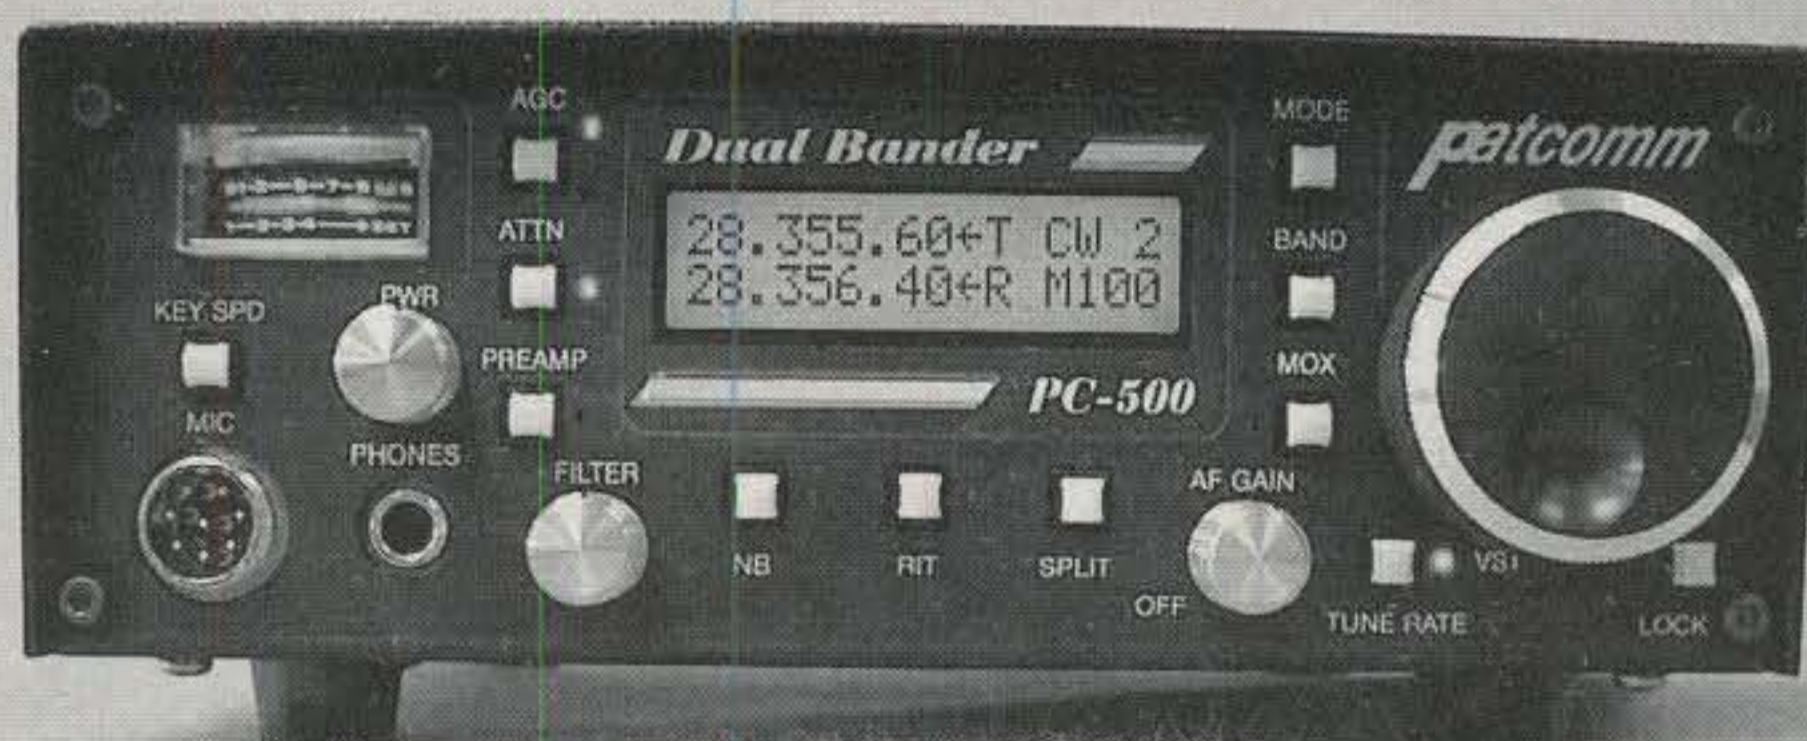 AGC
Dual Bander
MODE
patcomm
28.355.60←T CW 2
28.356.40←R M100
ATTN
BAND
KEY SPD
PWR
PREAMP
MOX
PC-500
MIC
PHONES
FILTER
AF GAIN
NB
RIT
SPLIT
OFF
TUNE RATE
LOCK